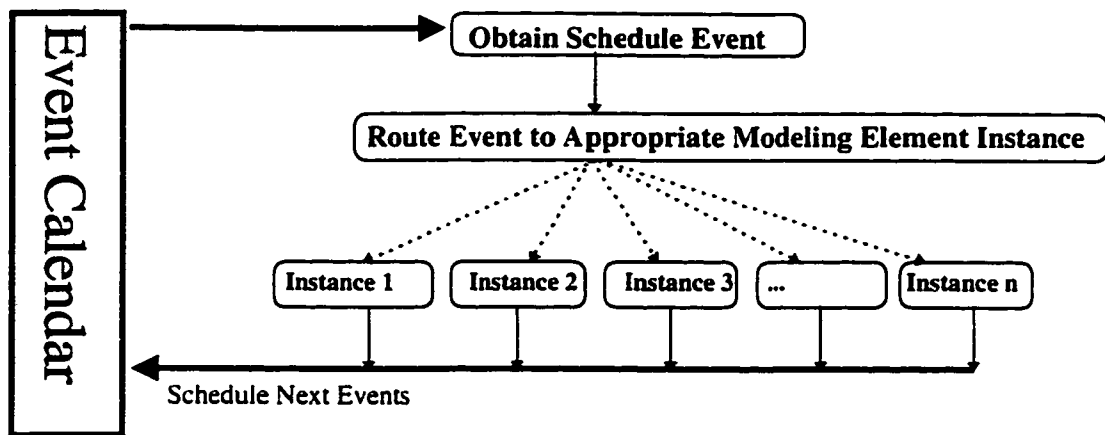 Event Calendar
Obtain Schedule Event
Route Event to Appropriate Modeling Element Instance
Instance 1
Instance 2
Instance 3
...
Instance n
Schedule Next Events